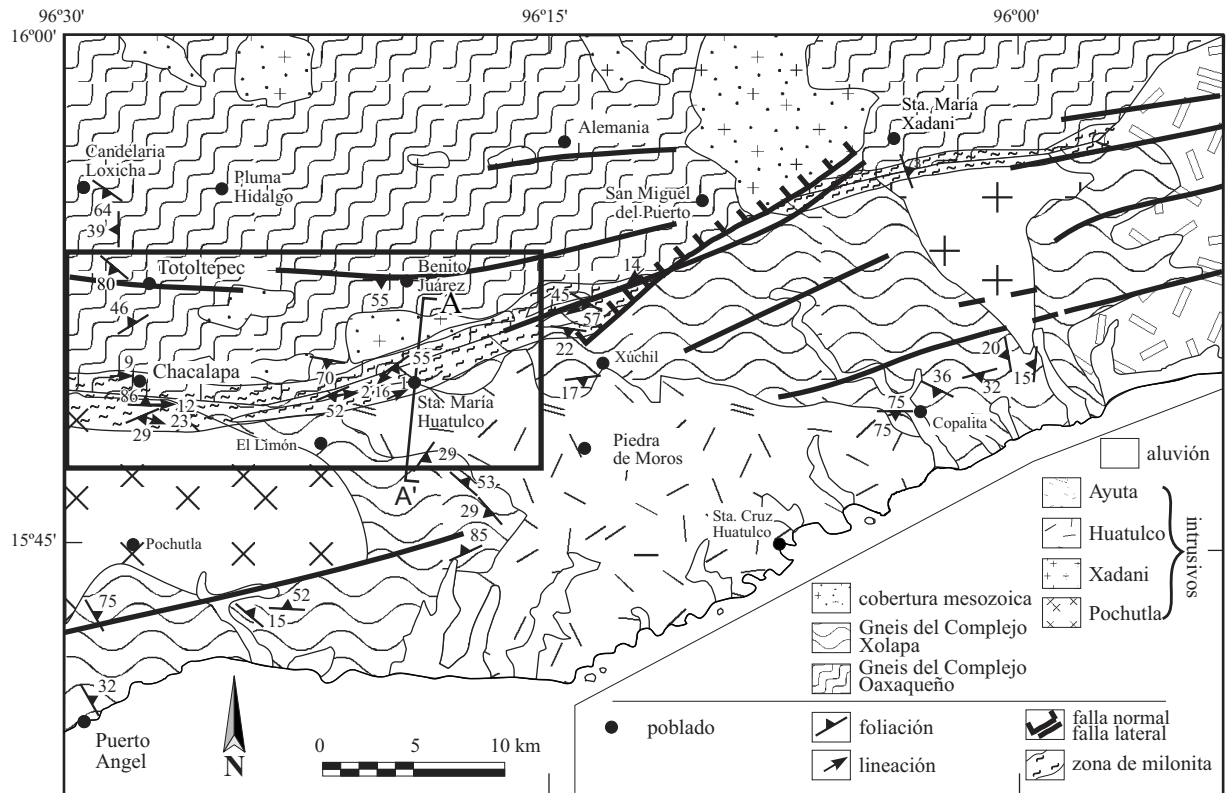 96º30'
96º15'
96º00'
16º00'
Sta. María
Xadani
Alemania
Candelaria
Loxicha
Pluma
Hidalgo
San Miguel
del Puerto
64
39
Totoltepec
80
Benito
Juárez
55
A
14
45
57
46
22
Xúchil
9
Chacalapa
70
55
86
12
23
29
52
2
16
1
Sta. María
Huatulco
17
20
32
15
36
75
75
Copalita
El Limón
Piedra
de Moros
29
53
A'
29
85
Sta. Cruz
Huatulco
15º45'
Pochutla
75
52
15
32
Puerto
Angel
N
0 5 10 km
aluvión
Ayuta
Huatulco
Xadani
Pochutla
intrusivos
cobertura mesozoica
Gneis del Complejo
Xolapa
Gneis del Complejo
Oaxaqueño
poblado
foliación
lineación
falla normal
falla lateral
zona de milonita